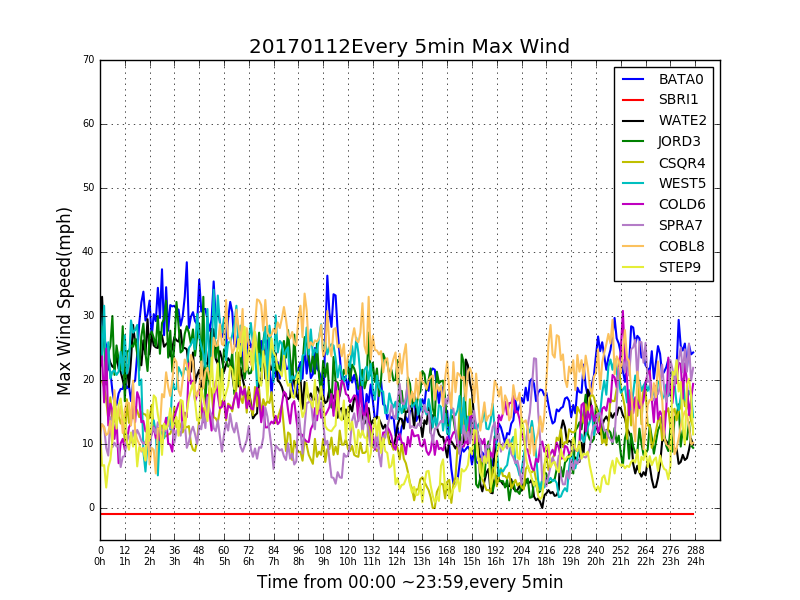 20170112Every 5min Max Wind
Max Wind Speed(mph)
70
60
50
40
30
20
10
0
BATA0
SBRI1
WATE2
JORD3
CSQR4
WEST5
COLD6
SPRA7
COBL8
STEP9
0 12 24 36 48 60 72 84 96 108 120 132 144 156 168 180 192 204 216 228 240 252 264 276 288
0h 1h 2h 3h 4h 5h 6h 7h 8h 9h 10h 11h 12h 13h 14h 15h 16h 17h 18h 19h 20h 21h 22h 23h 24h
Time from 00:00 ~23:59,every 5min